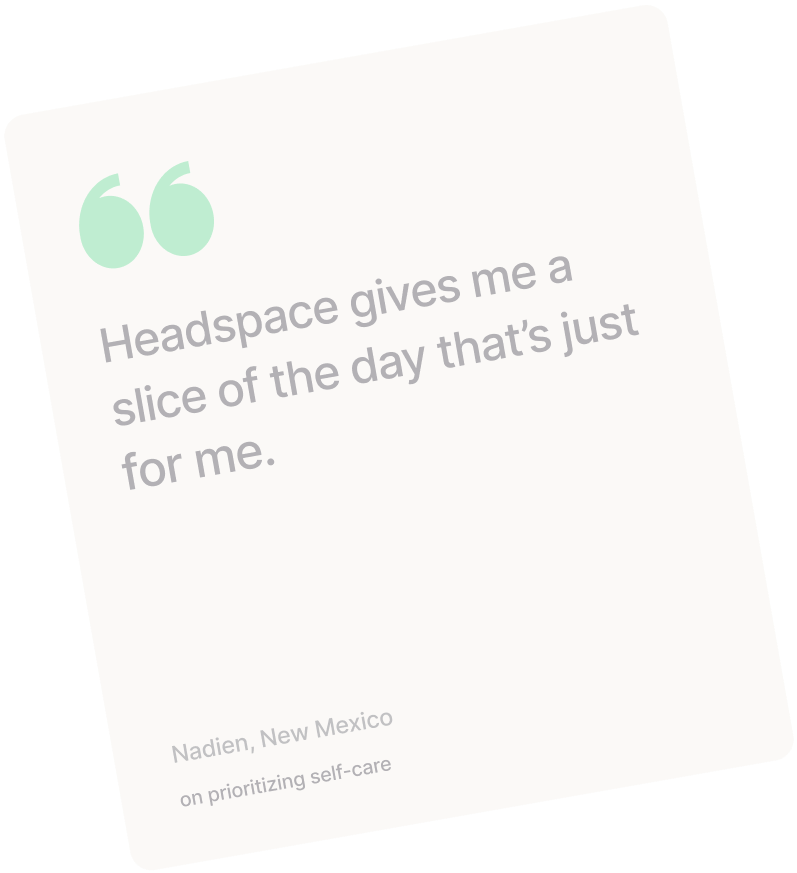 “
Headspace gives me a
slice of the day that’s just
for me.
Nadien, New Mexico
on prioritizing self-care